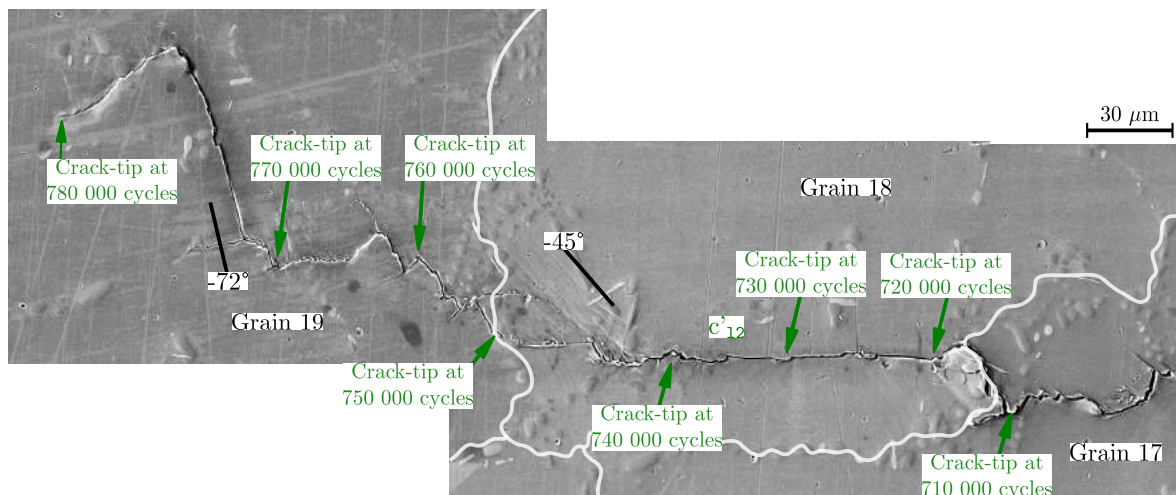 30 μm
Crack-tip at
770 000 cycles
Crack-tip at
760 000 cycles
Crack-tip at
780 000 cycles
Grain 18
-45°
-72°
Crack-tip at
730 000 cycles
Crack-tip at
720 000 cycles
Grain 19
c'12
Crack-tip at
750 000 cycles
Crack-tip at
740 000 cycles
Grain 17
Crack-tip at
710 000 cycles